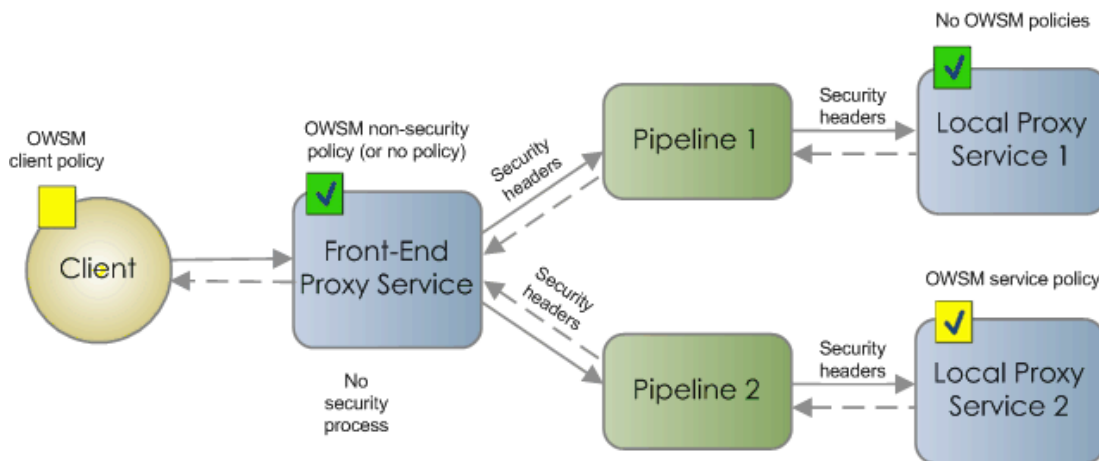 No OWSM policies
OWSM
client policy
OWSM non-security
policy (or no policy)
Security
headers
Pipeline 1
Security
headers
Local Proxy
Service 1
Client
Front-End
Proxy Service
Security
headers
OWSM service policy
No
security
process
Pipeline 2
Security
headers
Local Proxy
Service 2